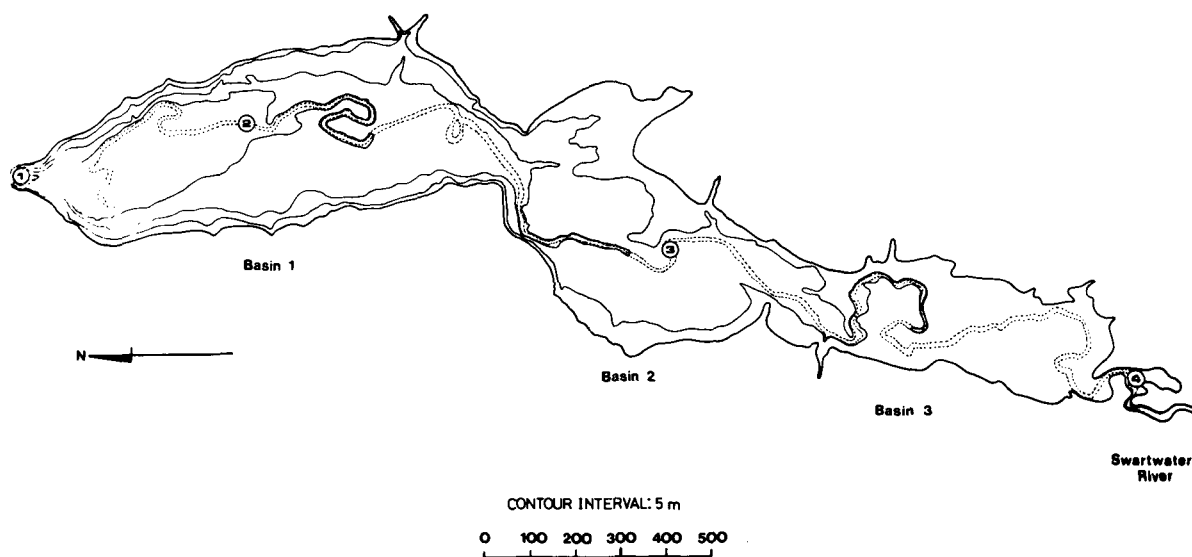 1
2
3
Basin 1
N
Basin 2
4
Basin 3
Swartwater
River
CONTOUR INTERVAL: 5 m
0 100 200 300 400 500